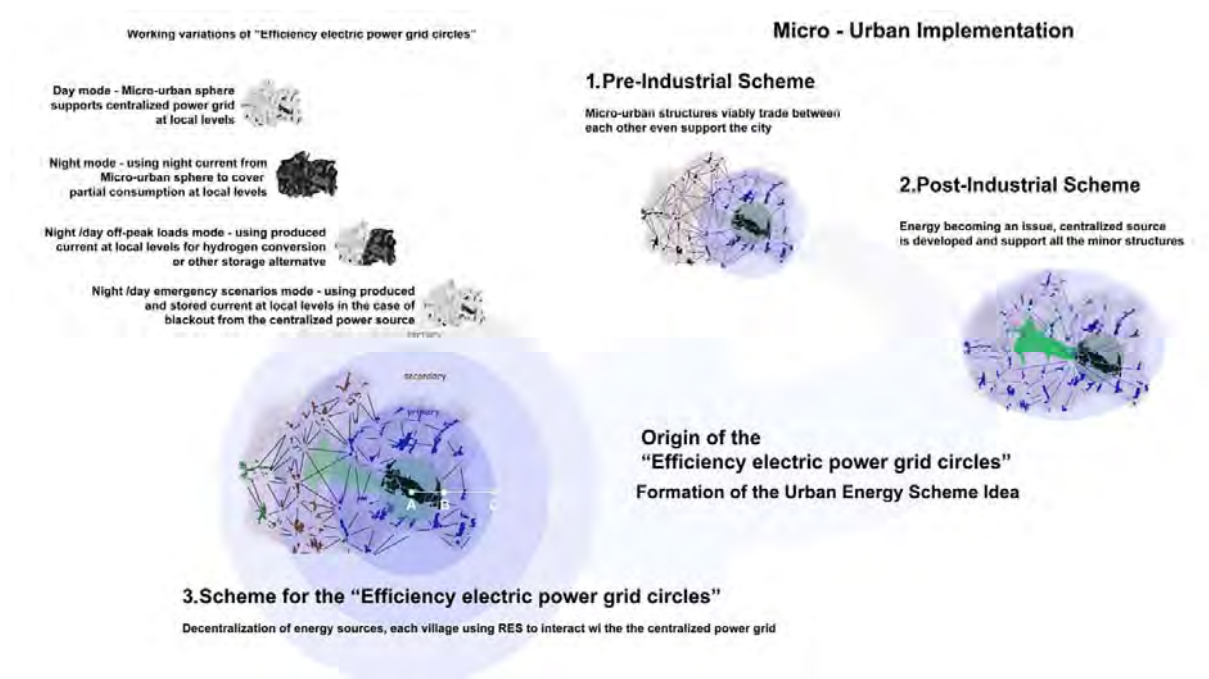 Working variations of "Efficiency electric power grid circles"
Day mode - Micro-urban sphere
supports centralized power grid
at local levels
Night mode - using night current from
Micro-urban sphere to cover
partial consumption at local levels
Night /day off-peak loads mode - using produced
current at local levels for hydrogen conversion
or other storage alternatve
Night /day emergency scenarios mode - using produced
and stored current at local levels in the case of
blackout from the centralized power source
Micro - Urban Implementation
1.Pre-Industrial Scheme
Micro-urban structures viably trade between
each other even support the city
2.Post-Industrial Scheme
Energy becoming an issue, centralized source
is developed and support all the minor structures
secondary
primary
A
B
C
Origin of the
“Efficiency electric power grid circles”
Formation of the Urban Energy Scheme Idea
3.Scheme for the “Efficiency electric power grid circles”
Decentralization of energy sources, each village using RES to interact wi the the centralized power grid